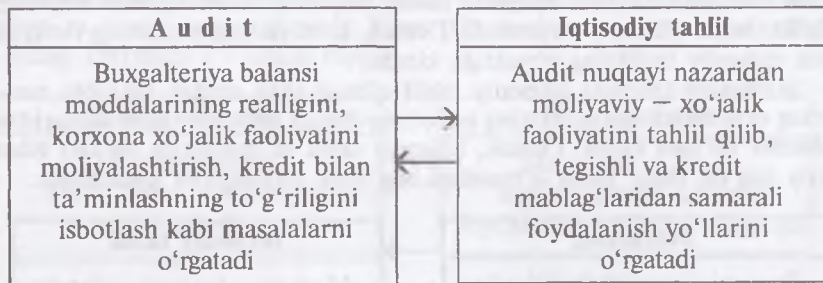 Audit
Buxgalteriya balansi
moddalarining realligini,
korxona xo‘jalik faoliyatini
moliyalashtirish, kredit bilan
ta’minlashning to‘g‘riligini
isbotlash kabi masalalarni
o‘rgatadi
Iqtisodiy tahlil
Audit nuqtayi nazaridan
moliyaviy – xo‘jalik
faoliyatini tahlil qilib,
tegishli va kredit
mablag‘laridan samarali
foydalanish yo‘llarini
o‘rgatadi